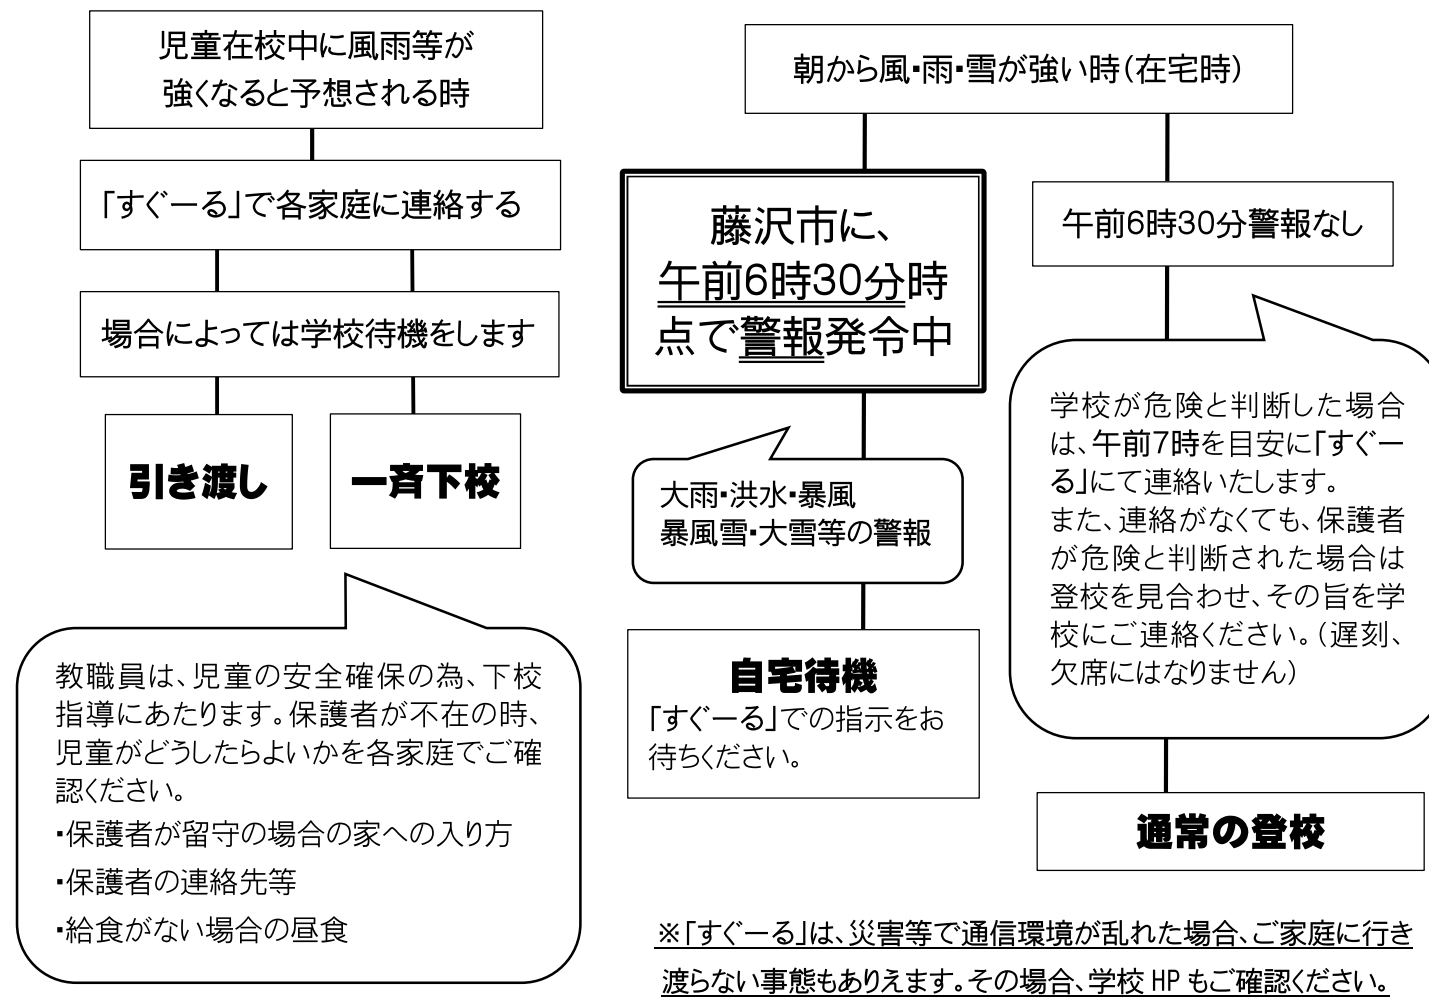 児童在校中に風雨等が
強くなると予想される時
「すぐーる」で各家庭に連絡する
場合によっては学校待機をします
引き渡し
一斉下校
教職員は、児童の安全確保の為、下校
指導にあたります。保護者が不在の時、
児童がどうしたらよいかを各家庭でご確
認ください。
・保護者が留守の場合の家への入り方
・保護者の連絡先等
・給食がない場合の昼食
朝から風・雨・雪が強い時(在宅時)
藤沢市に、
午前6時30分時
点で警報発令中
大雨・洪水・暴風
暴風雪・大雪等の警報
自宅待機
「すぐーる」での指示をお
待ちください。
午前6時30分警報なし
学校が危険と判断した場合
は、午前7時を目安に「すぐー
る」にて連絡いたします。
また、連絡がなくても、保護者
が危険と判断された場合は
登校を見合わせ、その旨を学
校にご連絡ください。(遅刻、
欠席にはなりません)
通常の登校
※「すぐーる」は、災害等で通信環境が乱れた場合、ご家庭に行き
渡らない事態もありえます。その場合、学校 HP もご確認ください。